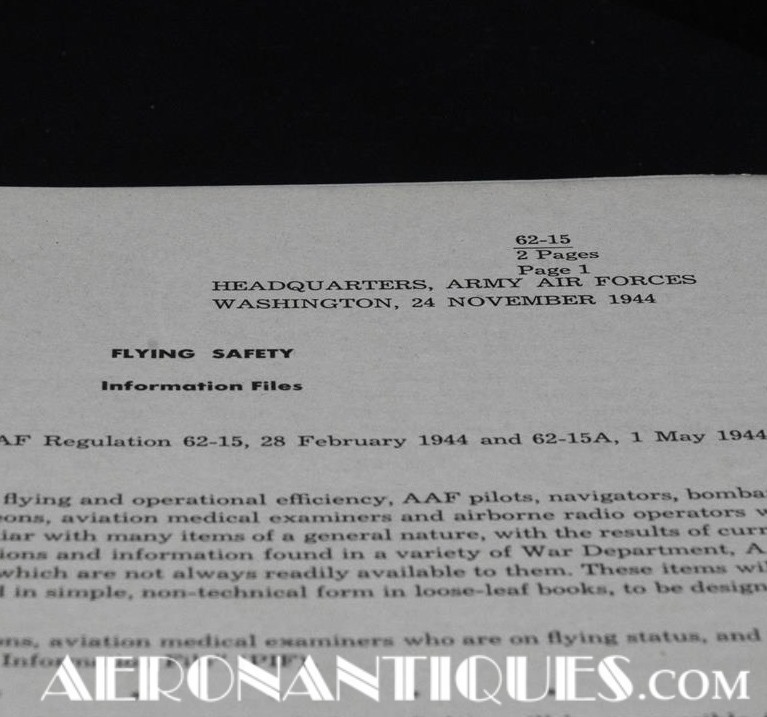 62-15
2 Pages
Page 1
HEADQUARTERS, ARMY AIR FORCES
WASHINGTON, 24 NOVEMBER 1944
FLYING SAFETY
Information Files
AF Regulation 62-15, 28 February 1944 and 62-15A, 1 May 1944
flying and operational efficiency, AAF pilots, navigators, bomba
eons, aviation medical examiners and airborne radio operators w
iar with many items of a general nature, with the results of curr
ions and information found in a variety of War Department, A
which are not always readily available to them. These items wil
in simple, non-technical form in loose-leaf books, to be design
ons, aviation medical examiners who are on flying status, and
AERONANTIQUES.COM